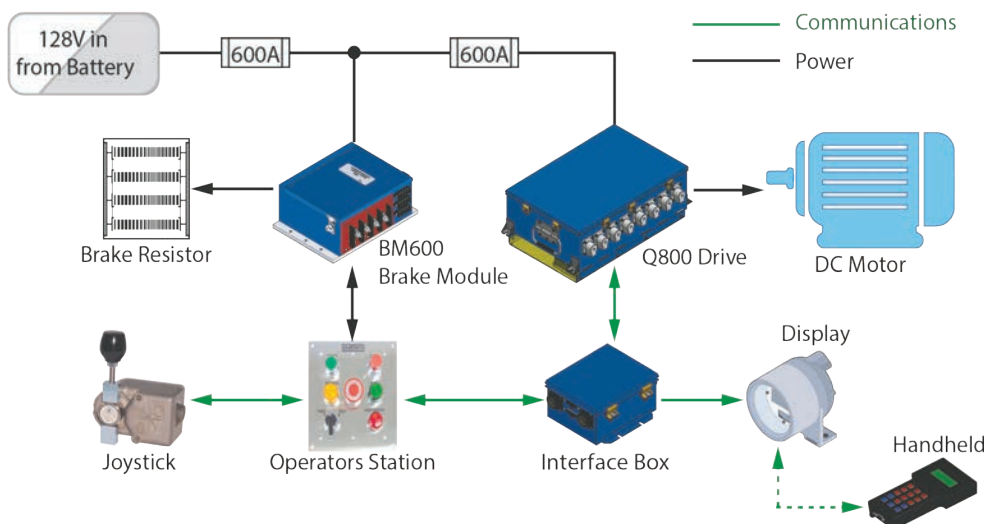 128V in
from Battery
600A
600A
Communications
Power
Brake Resistor
BM600
Brake Module
Q800 Drive
DC Motor
Display
Joystick
Operators Station
Interface Box
Handheld